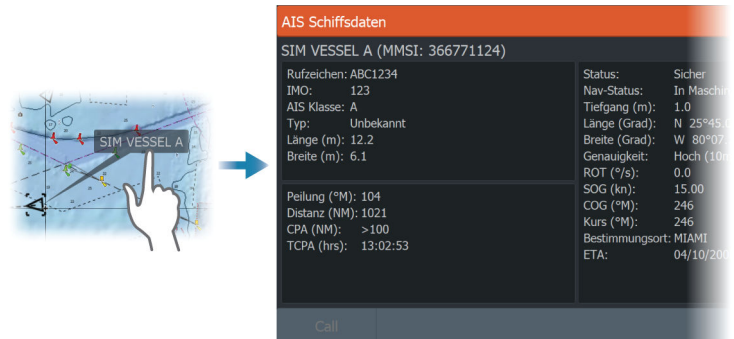 SIM VESSEL A
AIS Schiffsdaten
SIM VESSEL A (MMSI: 366771124)
Rufzeichen: ABC1234
IMO: 123
AIS Klasse: A
Typ: Unbekannt
Länge (m): 12.2
Breite (m): 6.1
Peilung (°M): 104
Distanz (NM): 1021
CPA (NM): >100
TCPA (hrs): 13:02:53
Status: Sicher
Nav-Status: In Maschin
Tiefgang (m): 1.0
Länge (Grad): N 25°45.
Breite (Grad): W 80°07
Genauigkeit: Hoch (10
ROT (°/s): 0.0
SOG (kn): 15.00
COG (°M): 246
Kurs (°M): 246
Bestimmungsort: MIAMI
ETA: 04/10/200
Call